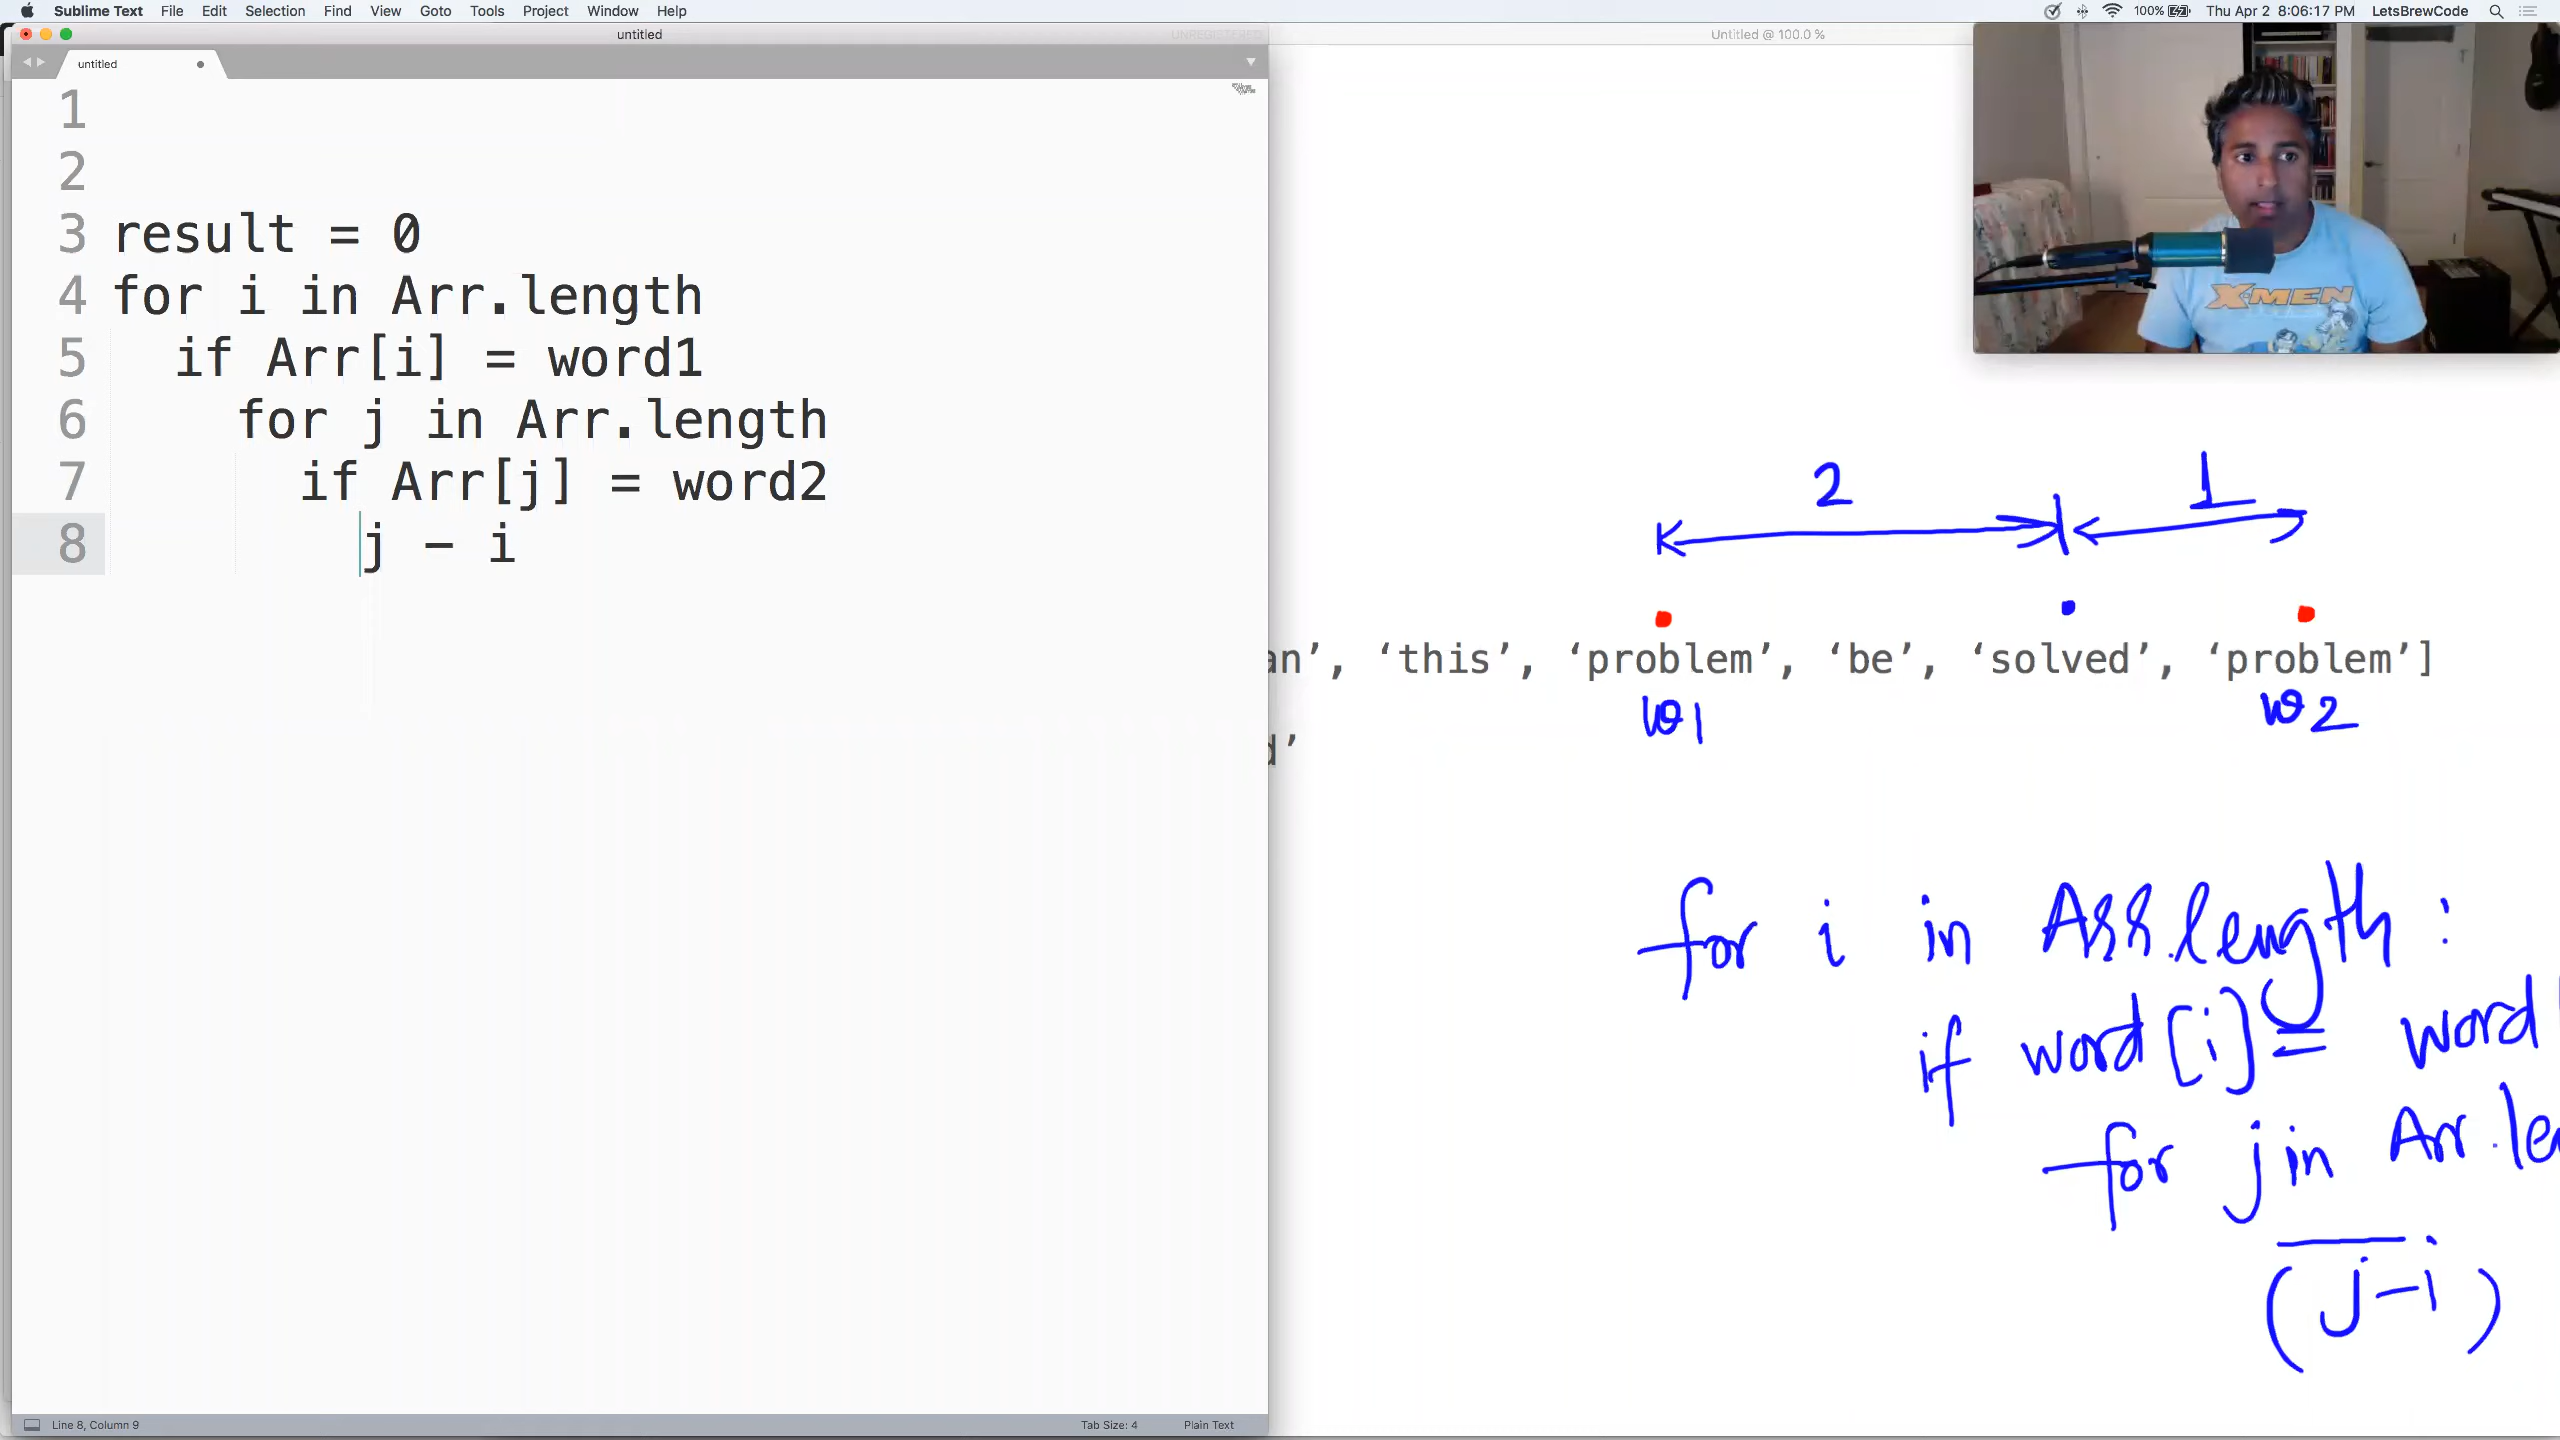 Sublime Text File Edit Selection Find View Goto Tools Project Window Help 100% Thu Apr 2 8:06:17 PM LetsBrewCode
untitled UNREGISTERED
Untitled @ 100.0 %
untitled
1
2
3 result = 0
4 for i in Arr.length
5 if Arr[i] = word1
6 for j in Arr.length
7 if Arr[j] = word2
8 j - i
X-MEN
2 1
an’, ‘this’, ‘problem’, ‘be’, ‘solved’, ‘problem’]
w1 w2
d’
for i in Arr.length :
if word[i] = word
for j in Arr.le
(j-i)
Line 8, Column 9 Tab Size: 4 Plain Text